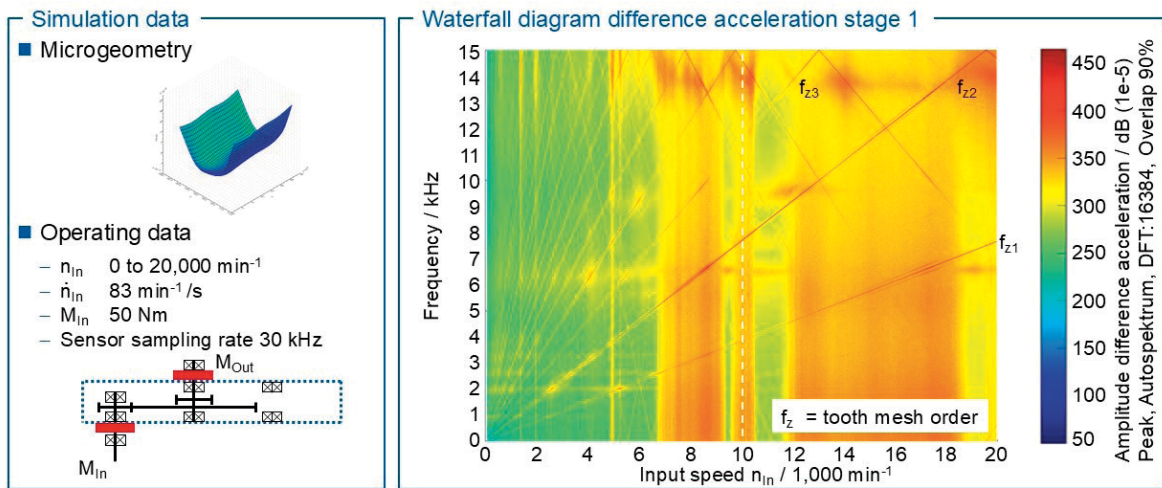 Simulation data
■ Microgeometry
■ Operating data
– nIn 0 to 20,000 min⁻¹
– ṅIn 83 min⁻¹/s
– MIn 50 Nm
– Sensor sampling rate 30 kHz
MOut
MIn
Waterfall diagram difference acceleration stage 1
Frequency / kHz
15
14
13
12
11
10
9
8
7
6
5
4
3
2
1
0
fz3
fz2
fz1
fz = tooth mesh order
0 2 4 6 8 10 12 14 16 18 20
Input speed nIn / 1,000 min⁻¹
450
400
350
300
250
200
150
100
50
Amplitude difference acceleration / dB (1e-5)
Peak, Autospektrum, DFT:16384, Overlap 90%